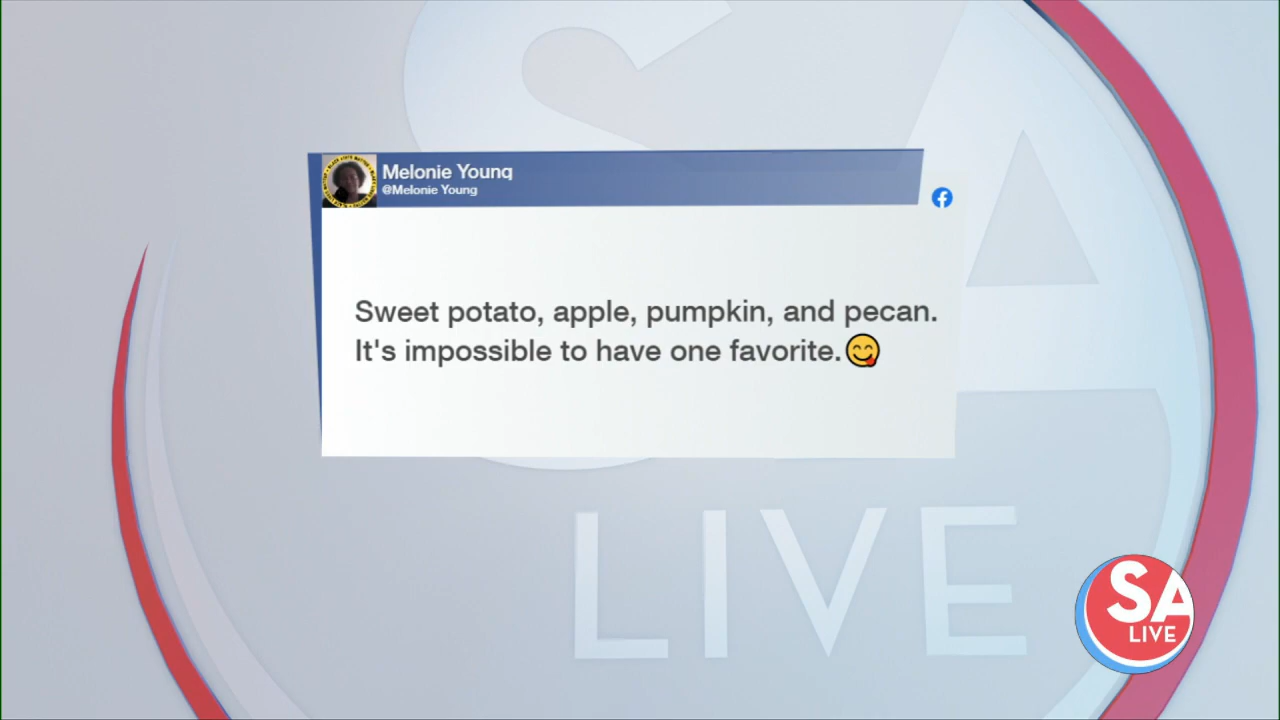 Melonie Young
@Melonie Young
Sweet potato, apple, pumpkin, and pecan.
It's impossible to have one favorite.😋
SA
LIVE
SA
LIVE